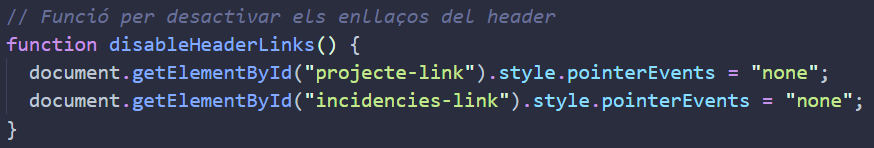 // Funció per desactivar els enllaços del header
function disableHeaderLinks() {
  document.getElementById("projecte-link").style.pointerEvents = "none";
  document.getElementById("incidencies-link").style.pointerEvents = "none";
}